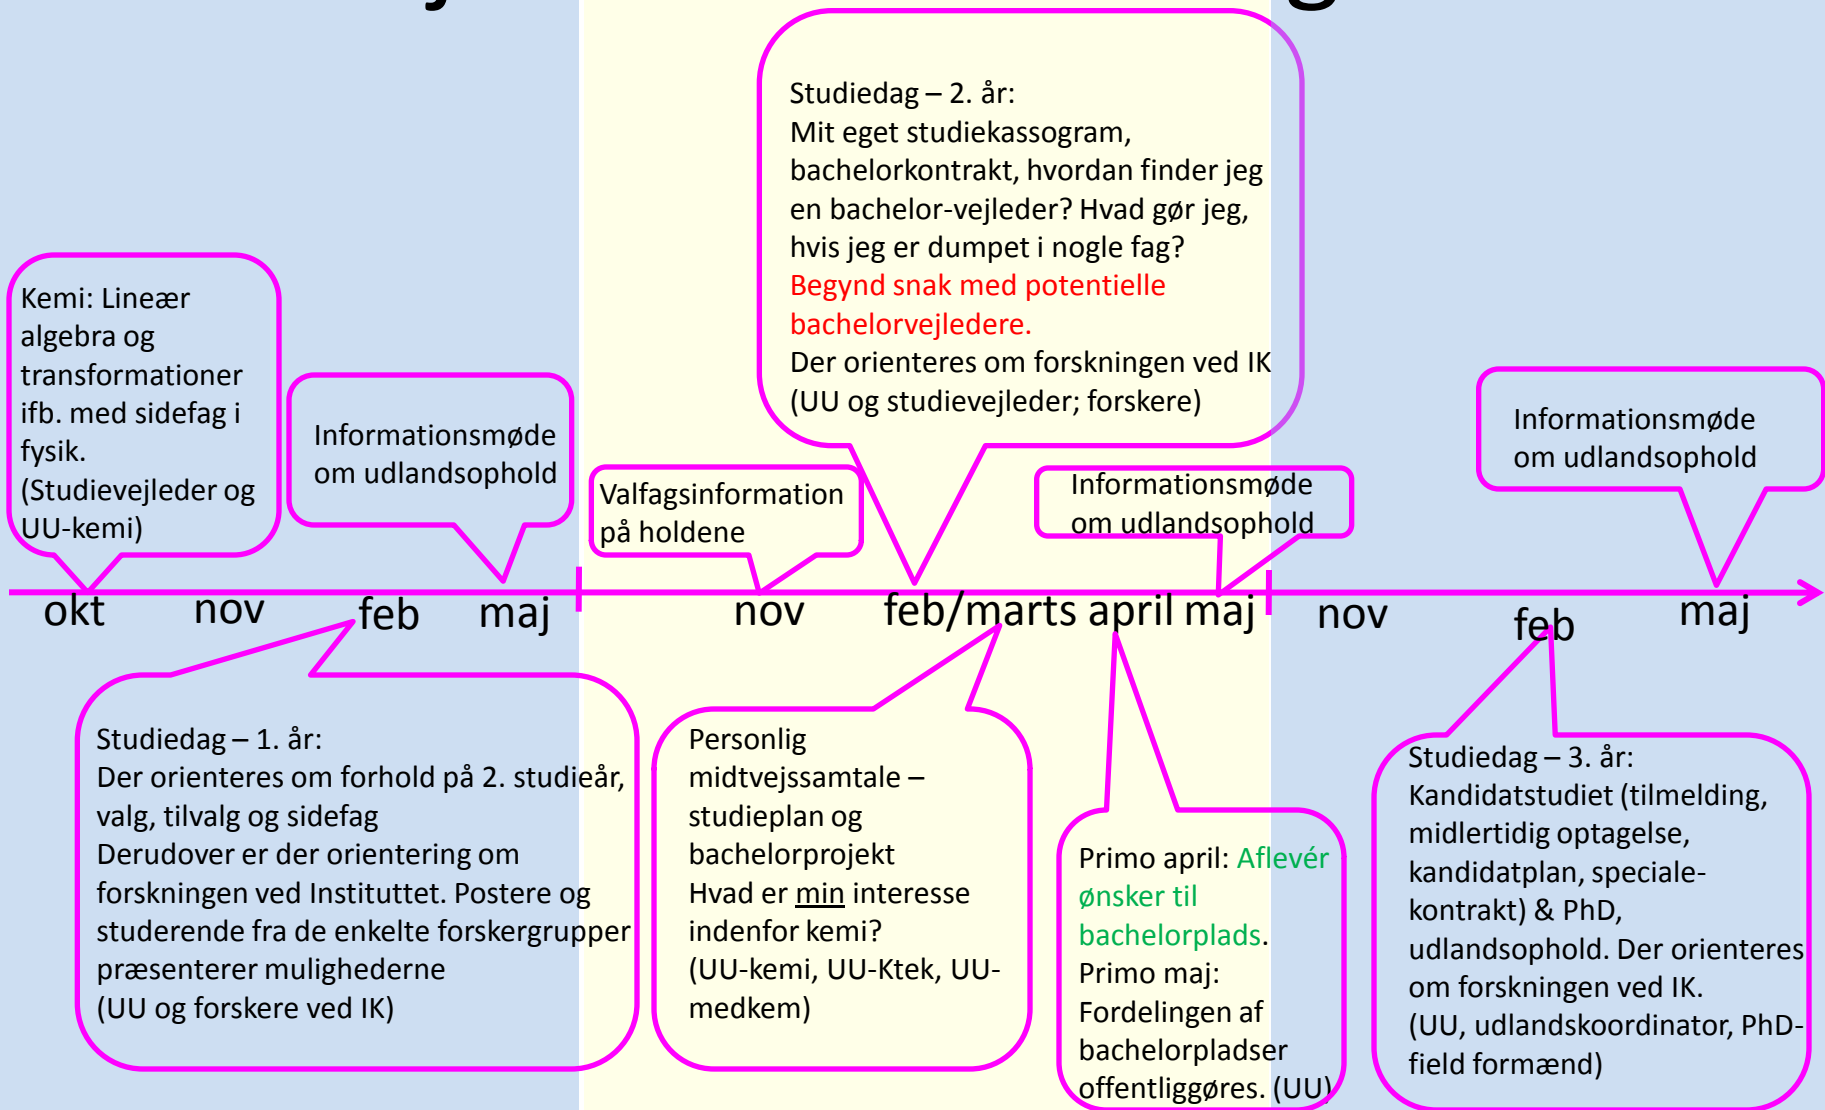 Studiedag – 2. år:
Mit eget studiekassogram,
bachelorkontrakt, hvordan finder jeg
en bachelor-vejleder? Hvad gør jeg,
hvis jeg er dumpet i nogle fag?
Begynd snak med potentielle
bachelorvejledere.
Der orienteres om forskningen ved IK
(UU og studievejleder; forskere)
Kemi: Lineær
algebra og
transformationer
ifb. med sidefag i
fysik.
(Studievejleder og
UU-kemi)
Informationsmøde
om udlandsophold
Valfagsinformation
på holdene
Informationsmøde
om udlandsophold
Informationsmøde
om udlandsophold
okt nov feb maj nov feb/marts april maj nov feb maj
Studiedag – 1. år:
Der orienteres om forhold på 2. studieår,
valg, tilvalg og sidefag
Derudover er der orientering om
forskningen ved Instituttet. Postere og
studerende fra de enkelte forskergrupper
præsenterer mulighederne
(UU og forskere ved IK)
Personlig
midtvejssamtale –
studieplan og
bachelorprojekt
Hvad er min interesse
indenfor kemi?
(UU-kemi, UU-Ktek, UU-
medkem)
Primo april: Aflevér
ønsker til
bachelorplads.
Primo maj:
Fordelingen af
bachelorpladser
offentliggøres. (UU)
Studiedag – 3. år:
Kandidatstudiet (tilmelding,
midlertidig optagelse,
kandidatplan, speciale-
kontrakt) & PhD,
udlandsophold. Der orienteres
om forskningen ved IK.
(UU, udlandskoordinator, PhD-
field formænd)